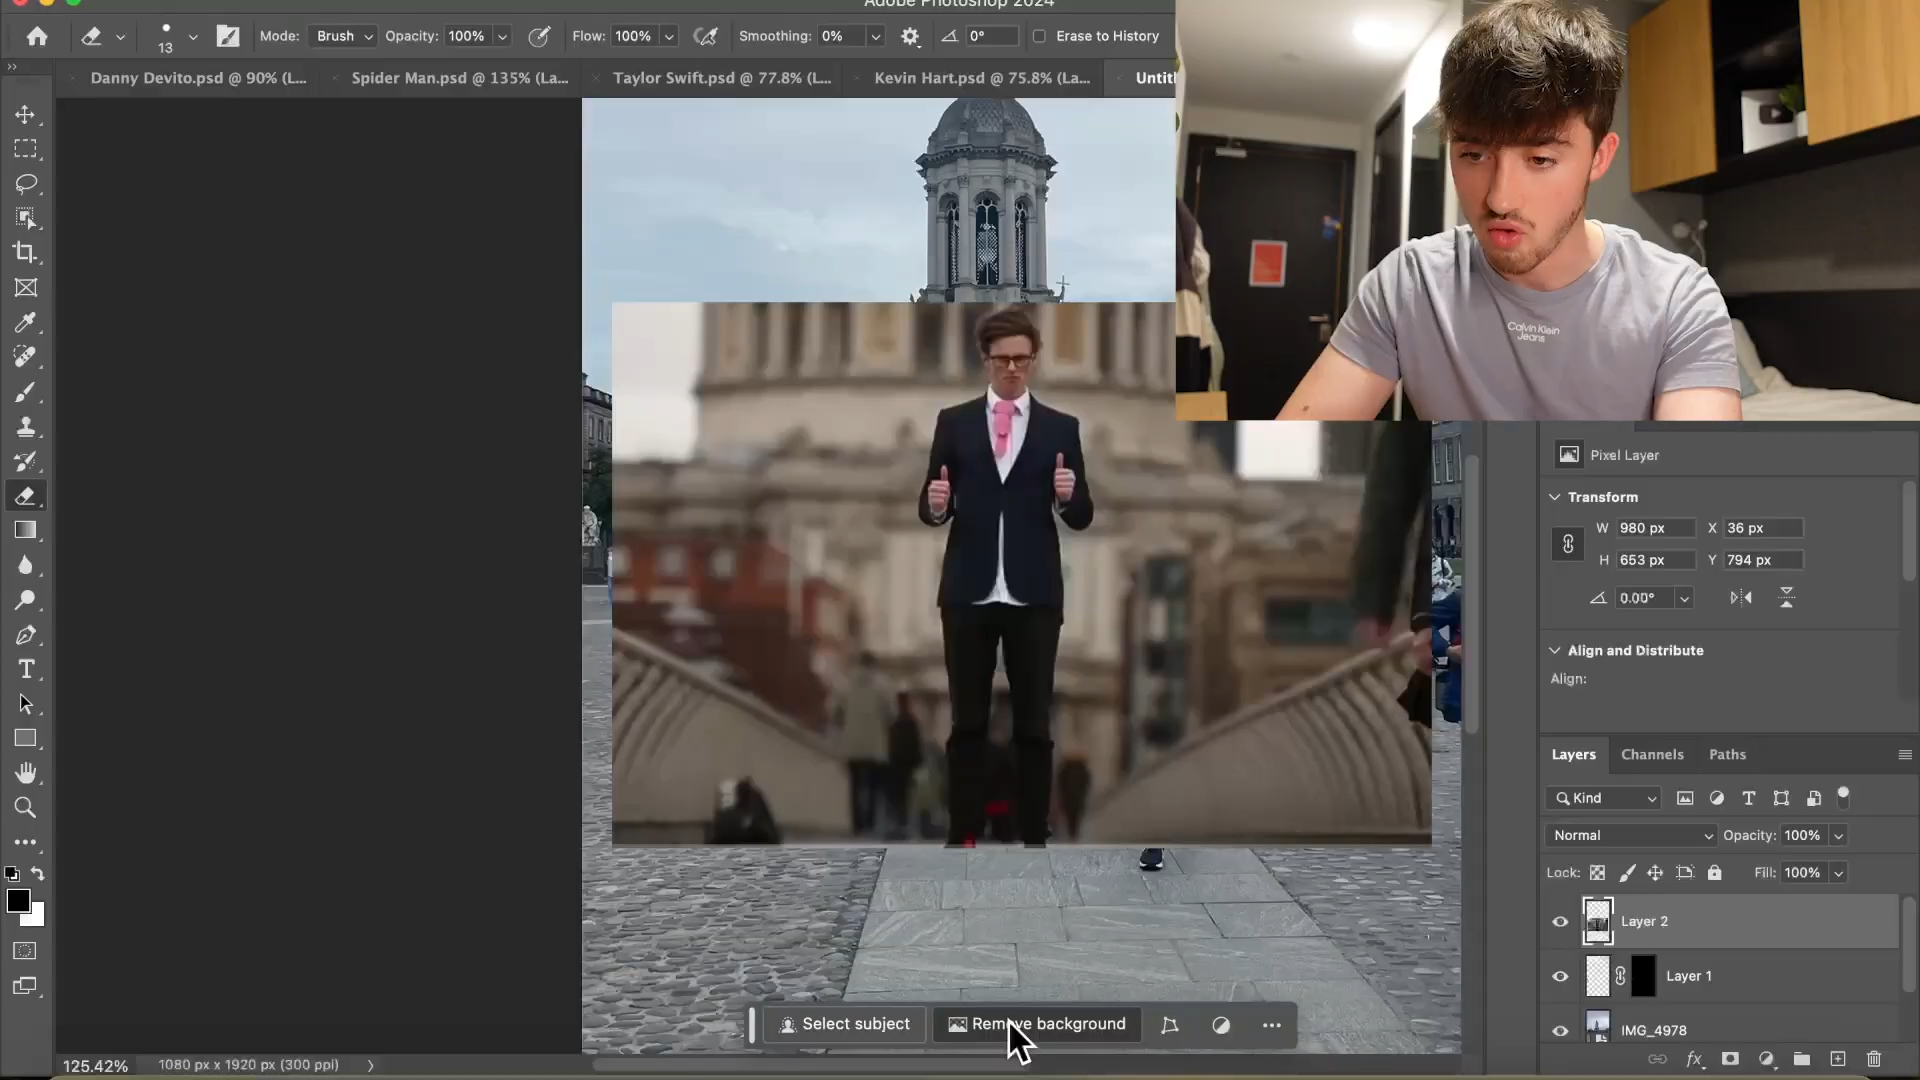 Adobe Photoshop 2024
13
Mode: Brush
Opacity: 100%
Flow: 100%
Smoothing: 0%
0°
Erase to History
Danny Devito.psd @ 90% (L...
Spider Man.psd @ 135% (La...
Taylor Swift.psd @ 77.8% (L...
Kevin Hart.psd @ 75.8% (La...
Untit
Calvin Klein
Jeans
Pixel Layer
Transform
W 980 px X 36 px
H 653 px Y 794 px
0.00°
Align and Distribute
Align:
Layers Channels Paths
Kind
Normal Opacity: 100%
Lock: Fill: 100%
Layer 2
Layer 1
IMG_4978
fx
Select subject
Remove background
125.42% 1080 px x 1920 px (300 ppi)